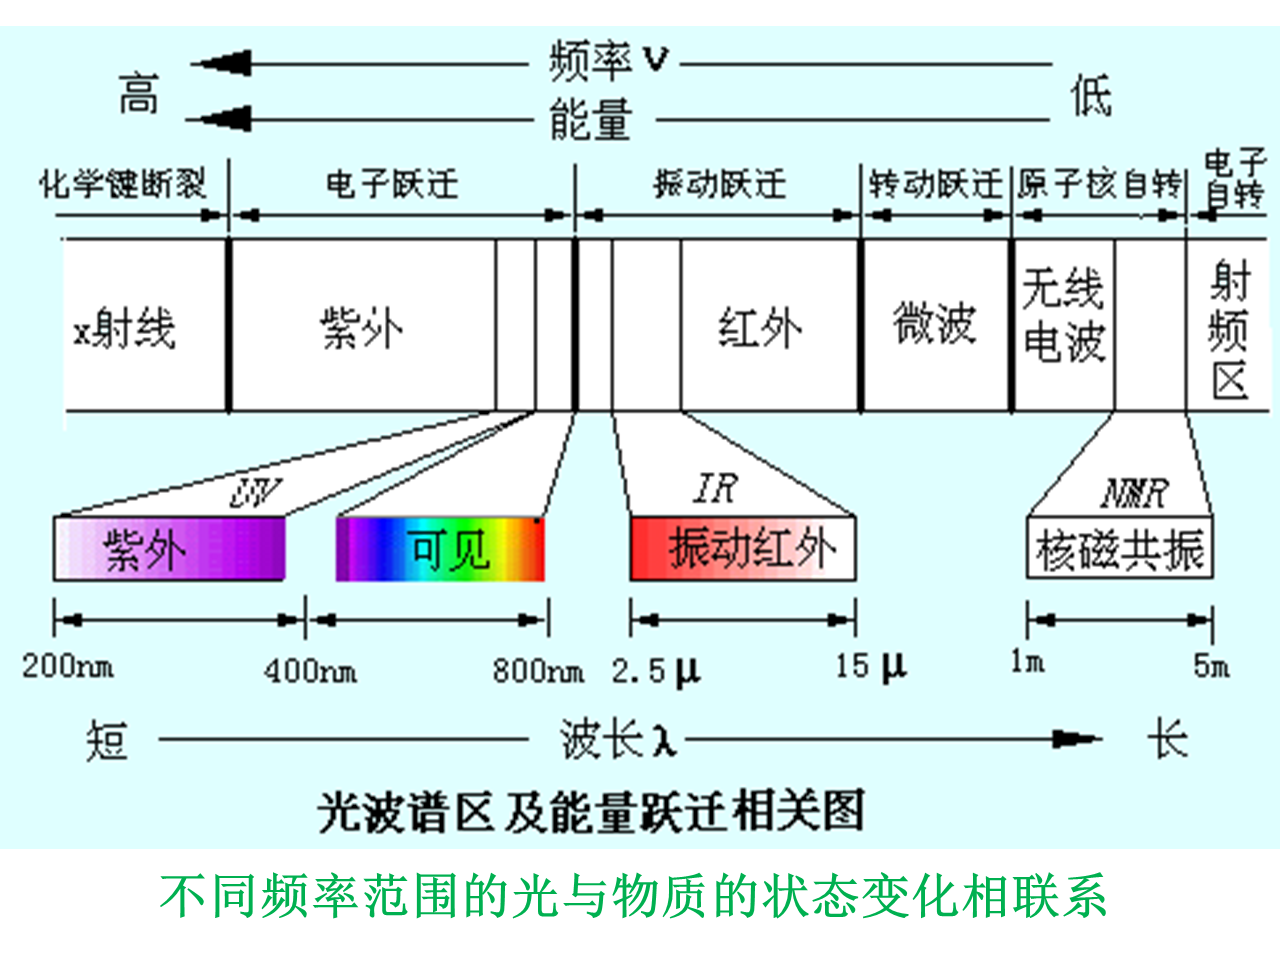 频率 ν
高
低
能量
化学键断裂 电子跃迁 振动跃迁 转动跃迁 原子核自转 电子自转
x射线 紫外 红外 微波 无线电波 射频区
UV IR NMR
紫外 可见 振动红外 核磁共振
200nm 400nm 800nm 2.5 μ 15 μ 1m 5m
短 波长 λ 长
光波谱区及能量跃迁相关图
不同频率范围的光与物质的状态变化相联系